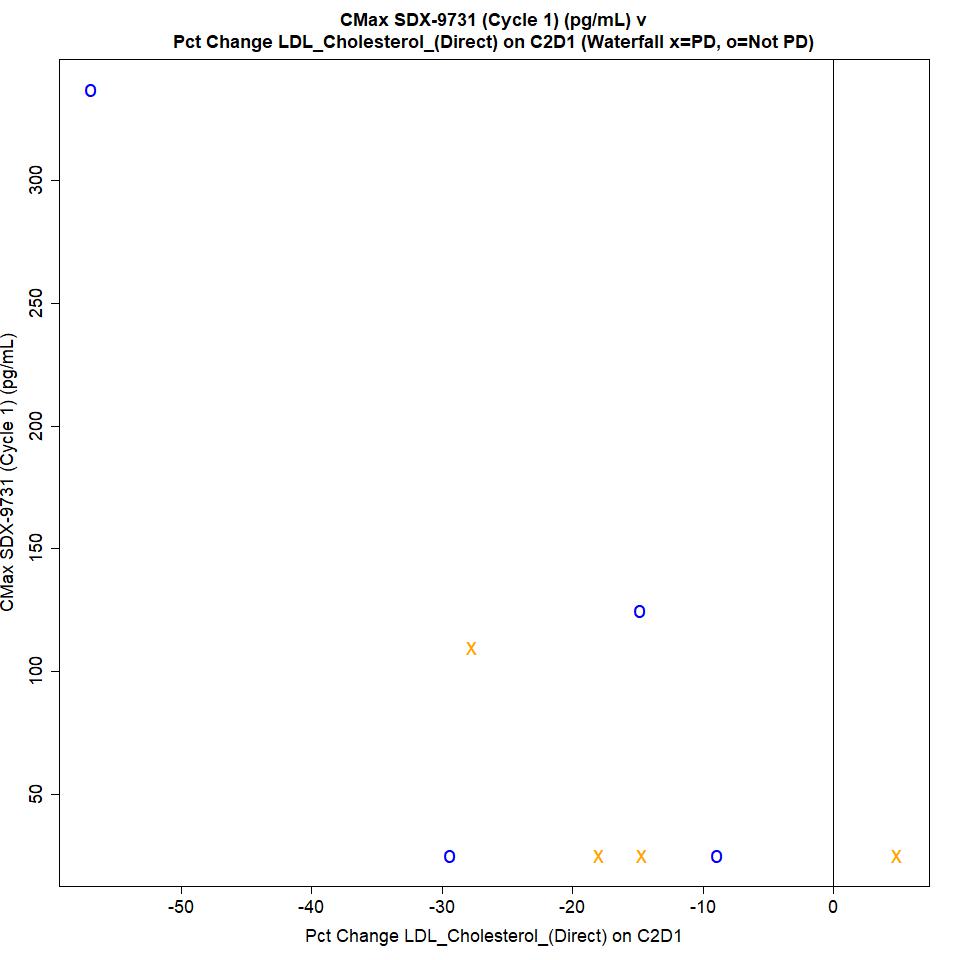 CMax SDX-9731 (Cycle 1) (pg/mL) v
Pct Change LDL_Cholesterol_(Direct) on C2D1 (Waterfall x=PD, o=Not PD)
CMax SDX-9731 (Cycle 1) (pg/mL)
300
250
200
150
100
50
O
O
X
O
X
X
O
X
-50
-40
-30
-20
-10
0
Pct Change LDL_Cholesterol_(Direct) on C2D1